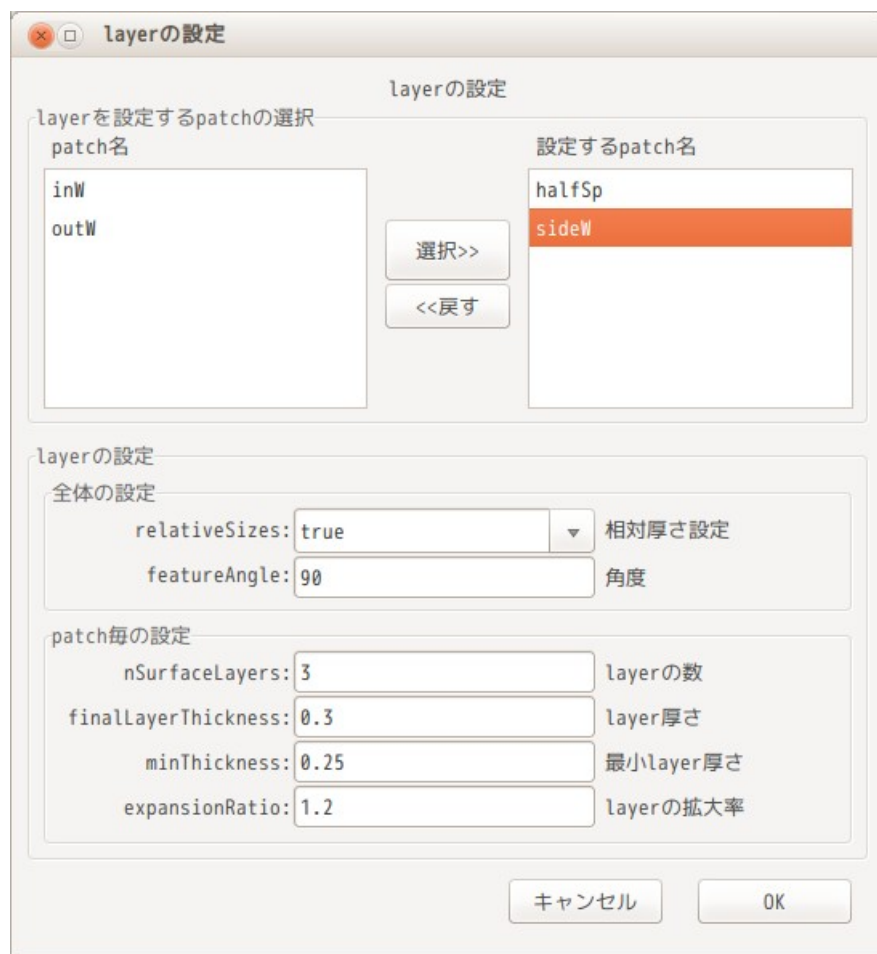 layerの設定
layerの設定
layerを設定するpatchの選択
patch名
設定するpatch名
inW
outW
選択>>
<<戻す
halfSp
sideW
layerの設定
全体の設定
relativeSizes: true 相対厚さ設定
featureAngle: 90 角度
patch毎の設定
nSurfaceLayers: 3 layerの数
finalLayerThickness: 0.3 layer厚さ
minThickness: 0.25 最小layer厚さ
expansionRatio: 1.2 layerの拡大率
キャンセル OK